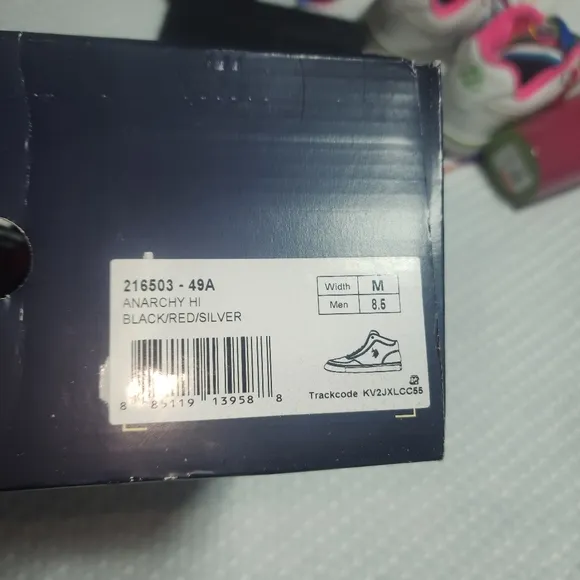 216503 - 49A
ANARCHY HI
BLACK/RED/SILVER
Width M
Men 8.5
8 85119 13958 8
Trackcode KV2JXLCC55